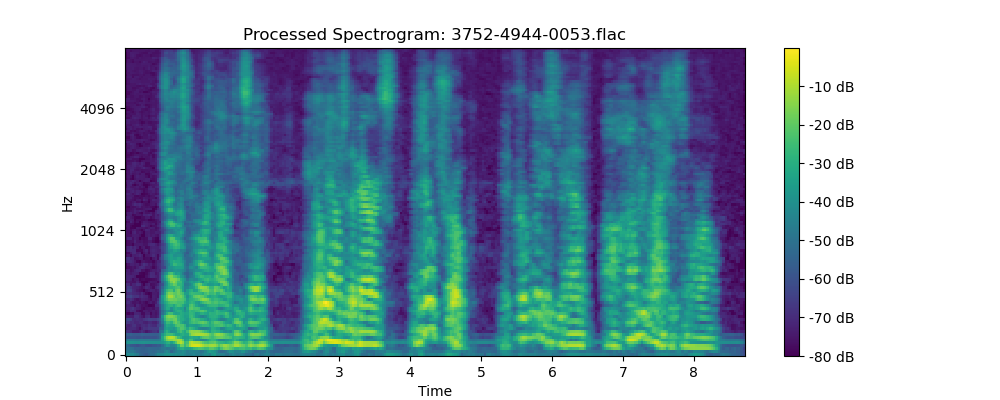 Processed Spectrogram: 3752-4944-0053.flac
Hz
4096
2048
1024
512
0
0 1 2 3 4 5 6 7 8
Time
-10 dB
-20 dB
-30 dB
-40 dB
-50 dB
-60 dB
-70 dB
-80 dB